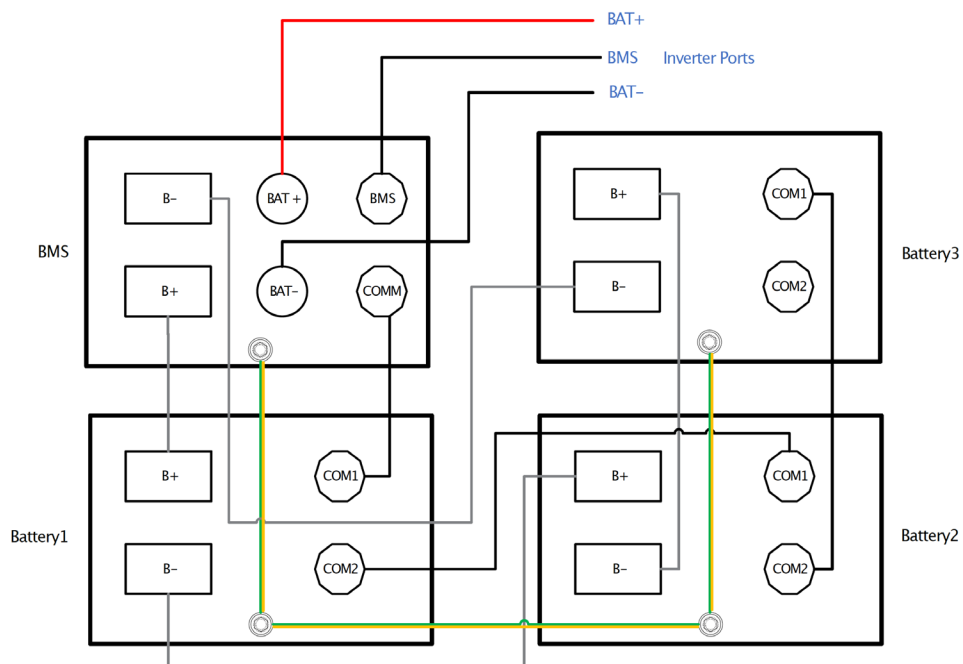 BAT+
BMS Inverter Ports
BAT-
BMS
B-
BAT +
BMS
B+
BAT-
COMM
Battery3
B+
COM1
B-
COM2
Battery1
B+
COM1
B-
COM2
Battery2
B+
COM1
B-
COM2